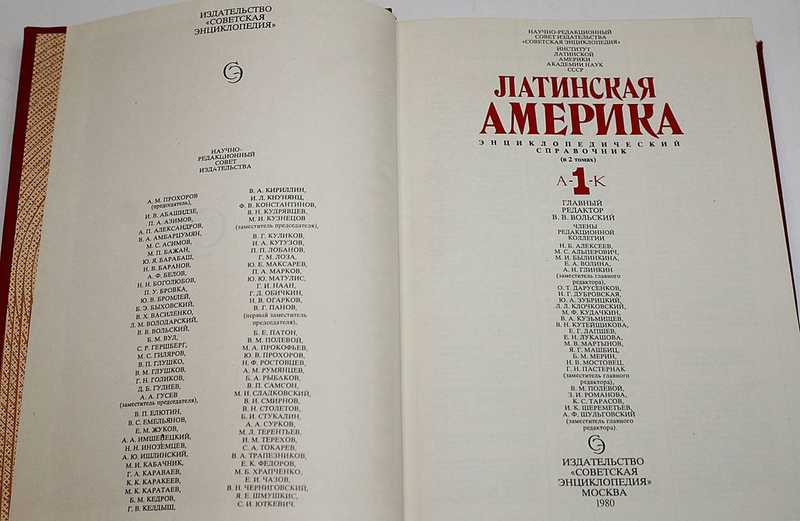 ИЗДАТЕЛЬСТВО
«СОВЕТСКАЯ
ЭНЦИКЛОПЕДИЯ»
СЭ
НАУЧНО-
РЕДАКЦИОННЫЙ
СОВЕТ
ИЗДАТЕЛЬСТВА
А. М. ПРОХОРОВ
(председатель),
И. В. АБАШИДЗЕ,
П. А. АЗИМОВ,
А. П. АЛЕКСАНДРОВ,
В. А. АМБАРЦУМЯН,
М. С. АСИМОВ,
М. П. БАЖАН,
Ю. Я. БАРАБАШ,
Н. В. БАРАНОВ,
А. Ф. БЕЛОВ,
Н. Н. БОГОЛЮБОВ,
П. У. БРОВКА,
Ю. В. БРОМЛЕЙ,
Б. Э. БЫХОВСКИЙ,
В. Х. ВАСИЛЕНКО,
Л. М. ВОЛОДАРСКИЙ,
В. В. ВОЛЬСКИЙ,
Б. М. ВУЛ,
С. Р. ГЕРШБЕРГ,
М. С. ГИЛЯРОВ,
В. П. ГЛУШКО,
В. М. ГЛУШКОВ,
Г. Н. ГОЛИКОВ,
Д. Б. ГУЛИЕВ,
А. А. ГУСЕВ
(заместитель председателя),
В. П. ЕЛЮТИН,
В. С. ЕМЕЛЬЯНОВ,
Е. М. ЖУКОВ,
А. А. ИМШЕНЕЦКИЙ,
Н. Н. ИНОЗЕМЦЕВ,
А. Ю. ИШЛИНСКИЙ,
М. И. КАБАЧНИК,
Г. А. КАРАВАЕВ,
К. К. КАРАКЕЕВ,
М. К. КАРАТАЕВ,
Б. М. КЕДРОВ,
Г. В. КЕЛДЫШ,
В. А. КИРИЛЛИН,
И. Л. КНУНЯНЦ,
Ф. В. КОНСТАНТИНОВ,
В. Н. КУДРЯВЦЕВ,
М. И. КУЗНЕЦОВ
(заместитель председателя),
В. Г. КУЛИКОВ,
И. А. КУТУЗОВ,
П. П. ЛОБАНОВ,
Г. М. ЛОЗА,
Ю. Е. МАКСАРЕВ,
П. А. МАРКОВ,
Ю. Ю. МАТУЛИС,
Г. И. НААН,
Г. Д. ОБИЧКИН,
Н. В. ОГАРКОВ,
В. Г. ПАНОВ
(первый заместитель
председателя),
Б. Е. ПАТОН,
В. М. ПОЛЕВОЙ,
М. А. ПРОКОФЬЕВ,
Ю. В. ПРОХОРОВ,
Н. Ф. РОСТОВЦЕВ,
А. М. РУМЯНЦЕВ,
Б. А. РЫБАКОВ,
В. П. САМСОН,
М. И. СЛАДКОВСКИЙ,
В. И. СМИРНОВ,
В. Н. СТОЛЕТОВ,
Б. И. СТУКАЛИН,
А. А. СУРКОВ,
М. Л. ТЕРЕНТЬЕВ,
И. М. ТЕРЕХОВ,
С. А. ТОКАРЕВ,
В. А. ТРАПЕЗНИКОВ,
Е. К. ФЕДОРОВ,
М. Б. ХРАПЧЕНКО,
Е. И. ЧАЗОВ,
В. Н. ЧЕРНИГОВСКИЙ,
Я. Е. ШМУШКИС,
С. И. ЮТКЕВИЧ.
НАУЧНО-РЕДАКЦИОННЫЙ
СОВЕТ ИЗДАТЕЛЬСТВА
«СОВЕТСКАЯ ЭНЦИКЛОПЕДИЯ»
ИНСТИТУТ
ЛАТИНСКОЙ
АМЕРИКИ
АКАДЕМИИ НАУК
СССР
ЛАТИНСКАЯ
АМЕРИКА
ЭНЦИКЛОПЕДИЧЕСКИЙ
СПРАВОЧНИК
(в 2 томах)
А-1-К
ГЛАВНЫЙ
РЕДАКТОР
В. В. ВОЛЬСКИЙ
ЧЛЕНЫ
РЕДАКЦИОННОЙ
КОЛЛЕГИИ
Н. Б. АЛЕКСЕЕВ,
М. С. АЛЬПЕРОВИЧ,
М. И. БЫЛИНКИНА,
Е. А. ВОЛИНА,
А. Н. ГЛИНКИН
(заместитель главного
редактора),
О. Т. ДАРУСЕНКОВ,
Н. Г. ДУБРОВСКАЯ,
Ю. А. ЗУБРИЦКИЙ,
Л. Л. КЛОЧКОВСКИЙ,
М. Ф. КУДАЧКИН,
В. А. КУЗЬМИЩЕВ,
В. Н. КУТЕЙЩИКОВА,
Е. Г. ЛАПШЕВ,
Е. Н. ЛУКАШОВА,
М. В. МАРТЫНОВ,
Я. Г. МАШБИЦ,
Б. М. МЕРИН,
Н. В. МОСТОВЕЦ,
Г. Н. ПАСТЕРНАК
(заместитель главного
редактора),
В. М. ПОЛЕВОЙ,
З. И. РОМАНОВА,
К. С. ТАРАСОВ,
И. К. ШЕРЕМЕТЬЕВ,
А. Ф. ШУЛЬГОВСКИЙ
(заместитель главного
редактора).
СЭ
ИЗДАТЕЛЬСТВО
«СОВЕТСКАЯ
ЭНЦИКЛОПЕДИЯ»
МОСКВА
1980